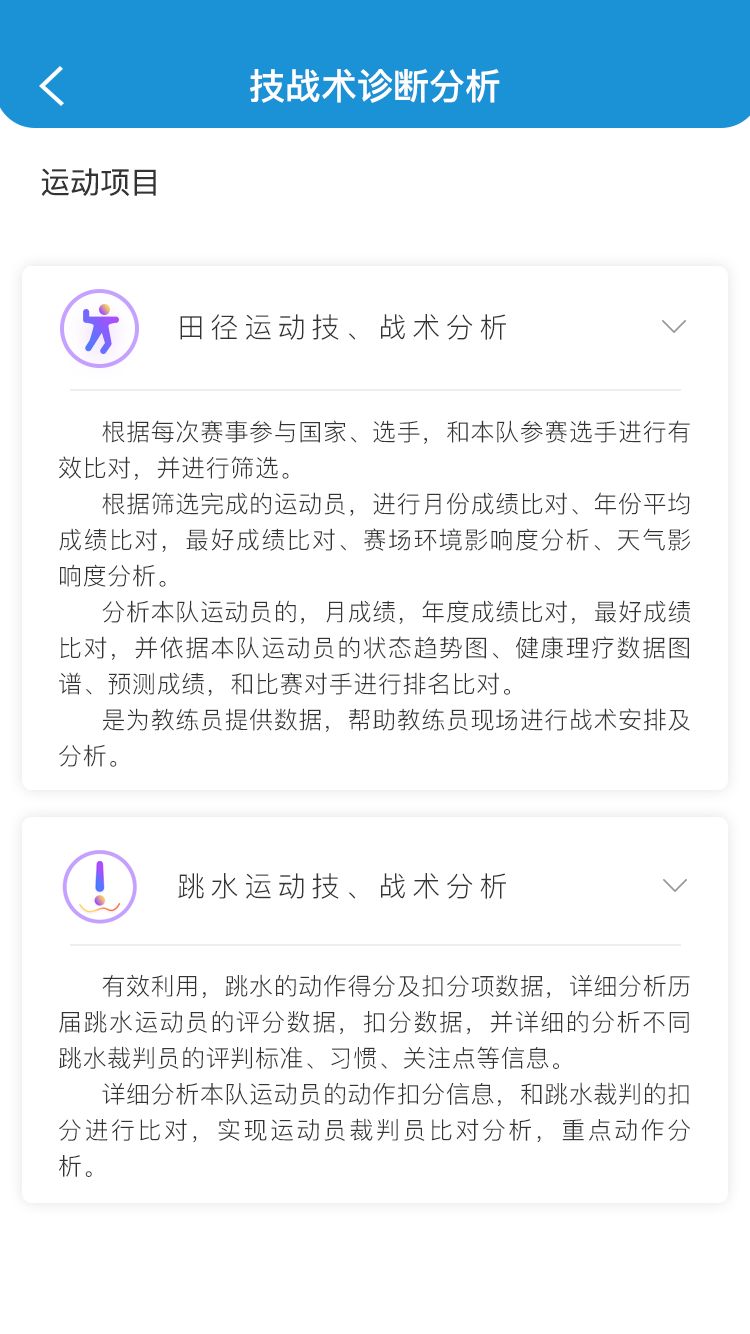 技战术诊断分析
运动项目
田径运动技、战术分析
根据每次赛事参与国家、选手，和本队参赛选手进行有
效比对，并进行筛选。
根据筛选完成的运动员，进行月份成绩比对、年份平均
成绩比对，最好成绩比对、赛场环境影响度分析、天气影
响度分析。
分析本队运动员的，月成绩，年度成绩比对，最好成绩
比对，并依据本队运动员的状态趋势图、健康理疗数据图
谱、预测成绩，和比赛对手进行排名比对。
是为教练员提供数据，帮助教练员现场进行战术安排及
分析。
跳水运动技、战术分析
有效利用，跳水的动作得分及扣分项数据，详细分析历
届跳水运动员的评分数据，扣分数据，并详细的分析不同
跳水裁判员的评判标准、习惯、关注点等信息。
详细分析本队运动员的动作扣分信息，和跳水裁判的扣
分进行比对，实现运动员裁判员比对分析，重点动作分
析。